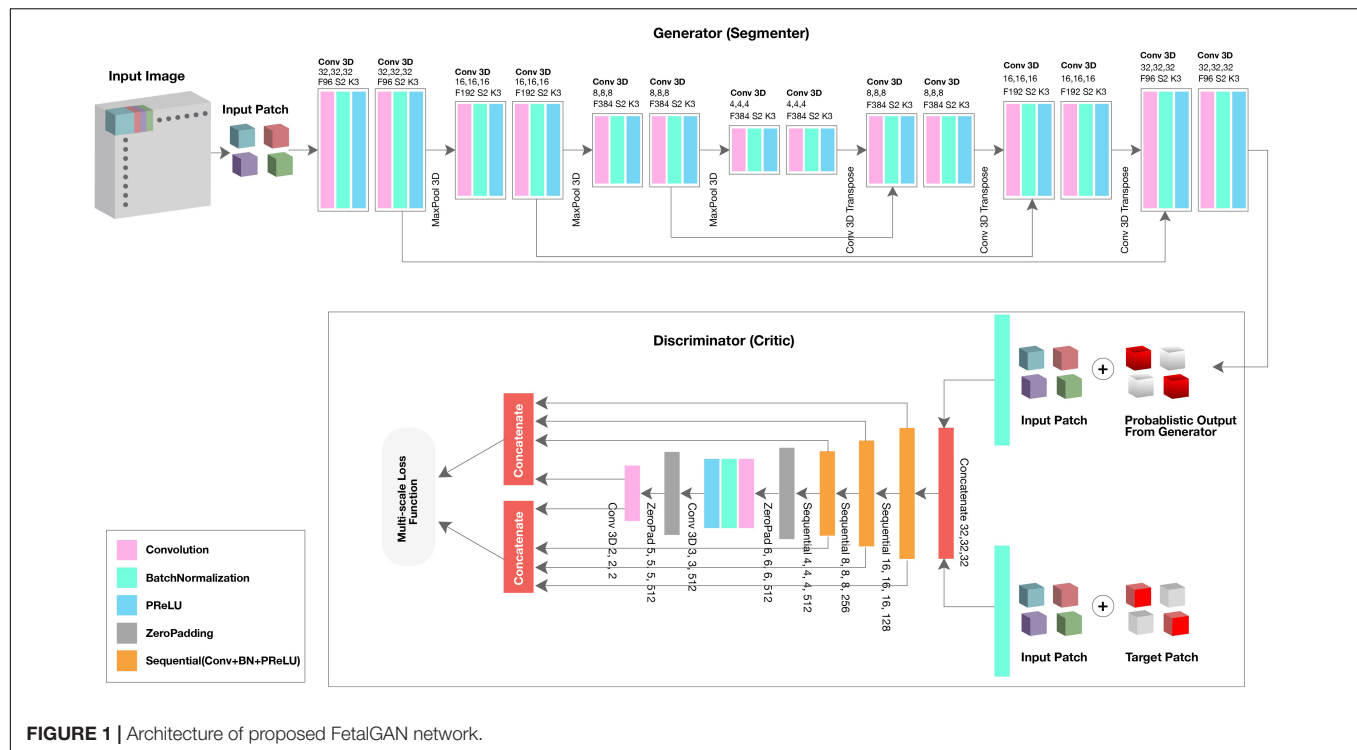 Generator (Segmenter)
Input Image
Input Patch
Conv 3D
32,32,32
F96 S2 K3
Conv 3D
32,32,32
F96 S2 K3
MaxPool 3D
Conv 3D
16,16,16
F192 S2 K3
Conv 3D
16,16,16
F192 S2 K3
MaxPool 3D
Conv 3D
8,8,8
F384 S2 K3
Conv 3D
8,8,8
F384 S2 K3
MaxPool 3D
Conv 3D
4,4,4
F384 S2 K3
Conv 3D
4,4,4
F384 S2 K3
Conv 3D Transpose
Conv 3D
8,8,8
F384 S2 K3
Conv 3D
8,8,8
F384 S2 K3
Conv 3D Transpose
Conv 3D
16,16,16
F192 S2 K3
Conv 3D
16,16,16
F192 S2 K3
Conv 3D Transpose
Conv 3D
32,32,32
F96 S2 K3
Conv 3D
32,32,32
F96 S2 K3
Discriminator (Critic)
Input Patch
+
Probablistic Output
From Generator
Multi-scale Loss
Function
Concatenate
Concatenate
Conv 3D 2, 2, 2
ZeroPad 5, 5, 5, 512
Conv 3D 3, 3, 512
ZeroPad 6, 6, 6, 512
Sequential 4, 4, 4, 512
Sequential 8, 8, 8, 256
Sequential 16, 16, 16, 128
Concatenate 32,32,32
Input Patch
+
Target Patch
Convolution
BatchNormalization
PReLU
ZeroPadding
Sequential(Conv+BN+PReLU)
FIGURE 1 | Architecture of proposed FetalGAN network.